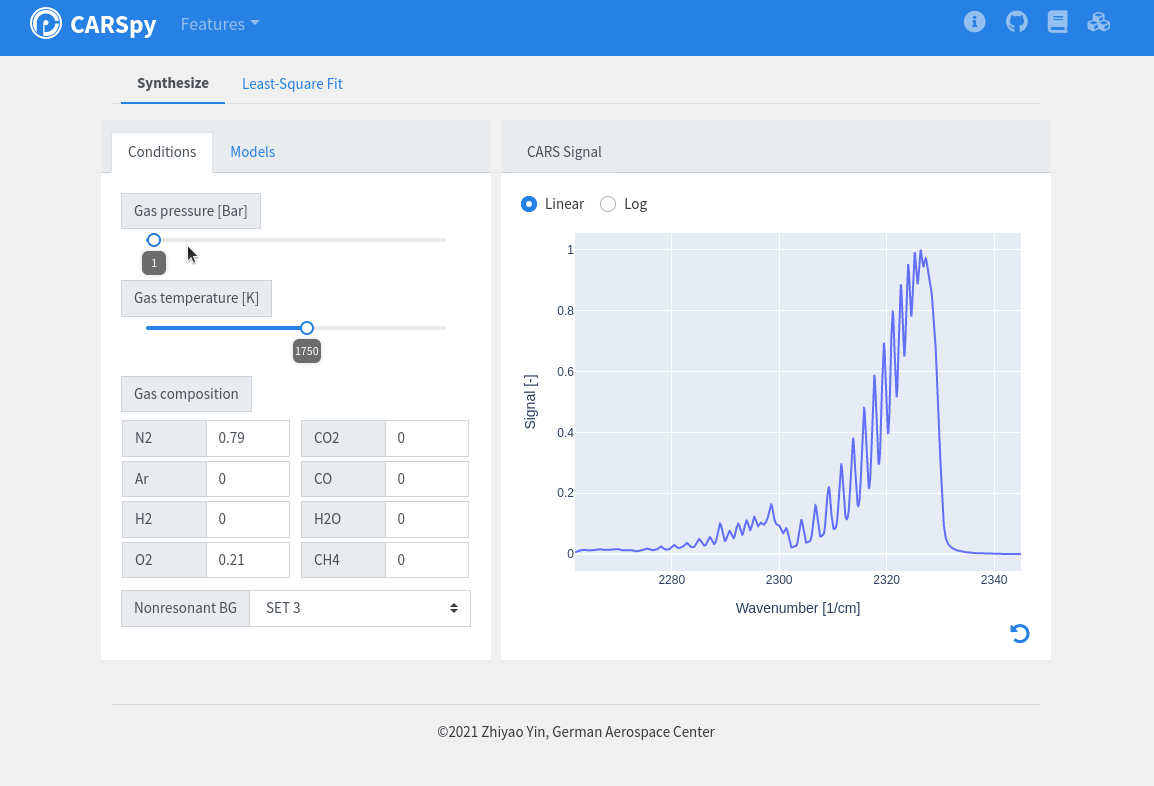 CARSpy Features
Synthesize Least-Square Fit
Conditions Models
Gas pressure [Bar]
1
Gas temperature [K]
1750
Gas composition
N2 0.79 CO2 0
Ar 0 CO 0
H2 0 H2O 0
O2 0.21 CH4 0
Nonresonant BG SET 3
CARS Signal
Linear Log
1
0.8
0.6
0.4
0.2
0
Signal [-]
2280 2300 2320 2340
Wavenumber [1/cm]
©2021 Zhiyao Yin, German Aerospace Center